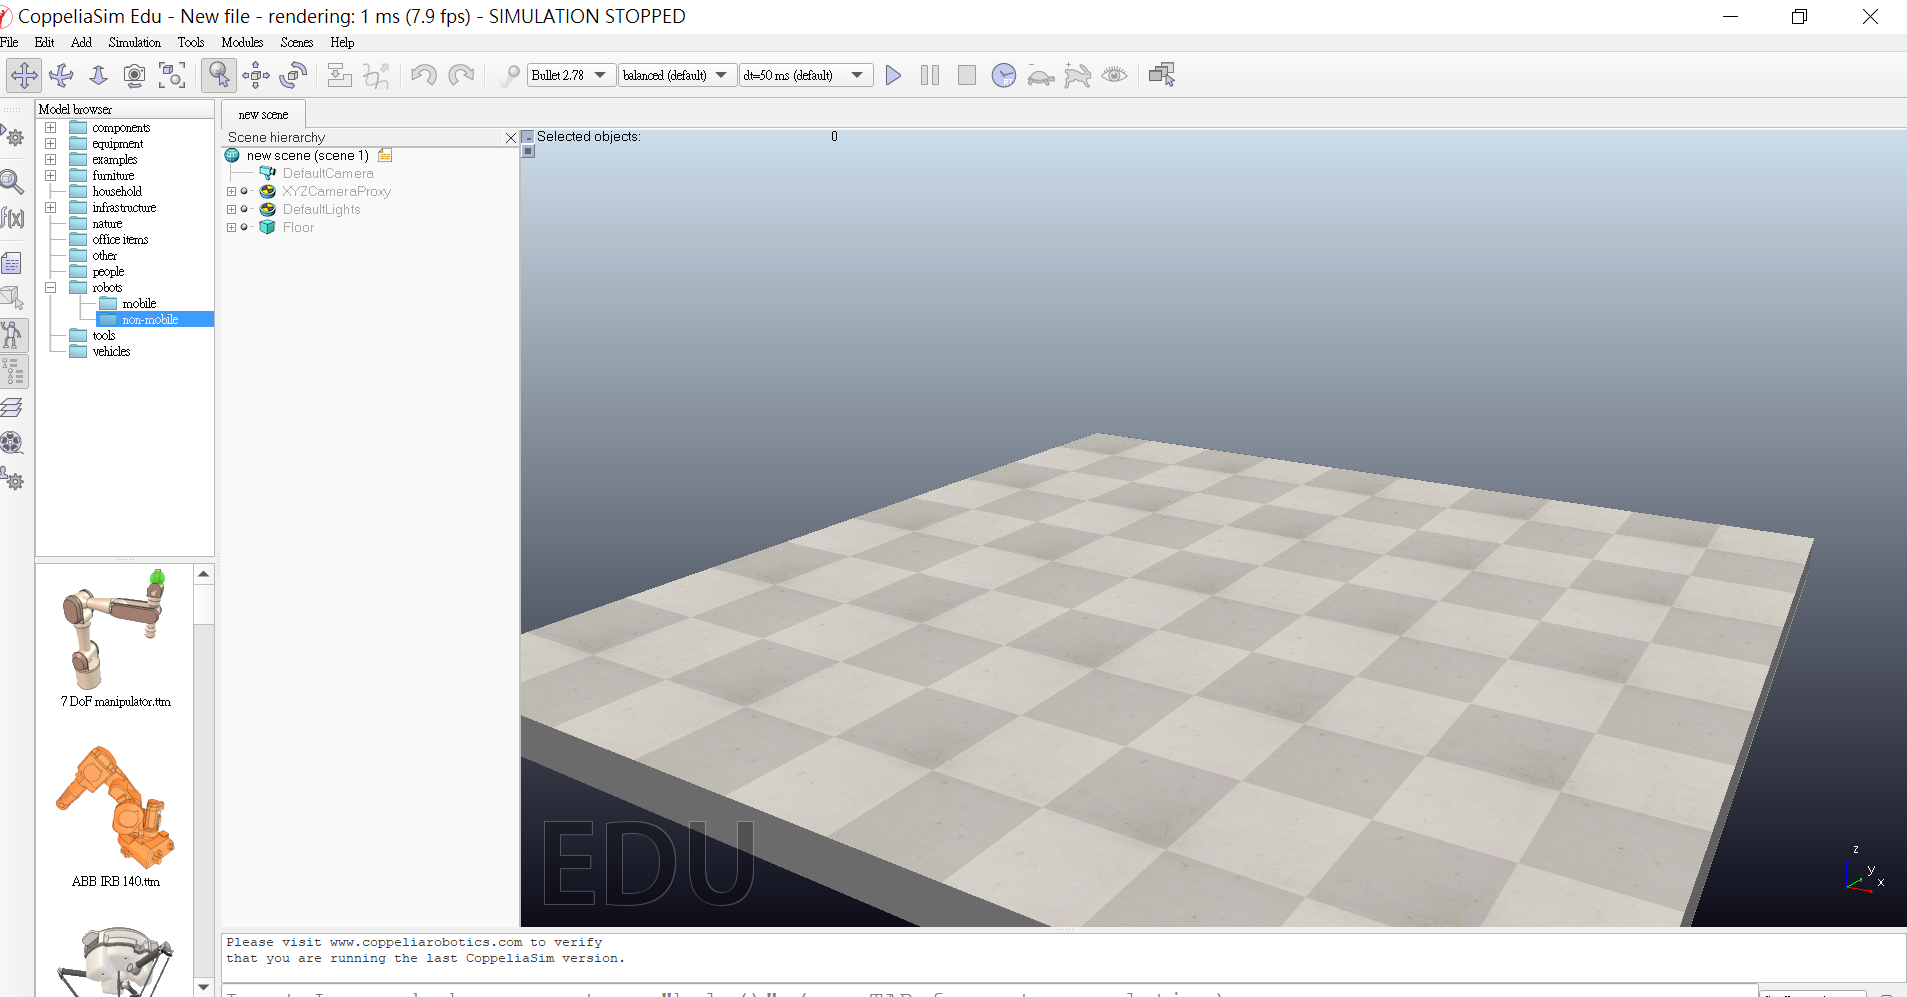 CoppeliaSim Edu - New file - rendering: 1 ms (7.9 fps) - SIMULATION STOPPED
File Edit Add Simulation Tools Modules Scenes Help
Bullet 2.78 balanced (default) dt=50 ms (default)
Model browser
components
equipment
examples
furniture
household
infrastructure
nature
office items
other
people
robots
mobile
non-mobile
tools
vehicles
7 DoF manipulator.ttm
ABB IRB 140.ttm
new scene
Scene hierarchy
new scene (scene 1)
DefaultCamera
XYZCameraProxy
DefaultLights
Floor
f(x)
Selected objects: 0
EDU
z
y
x
Please visit www.coppeliarobotics.com to verify
that you are running the last CoppeliaSim version.